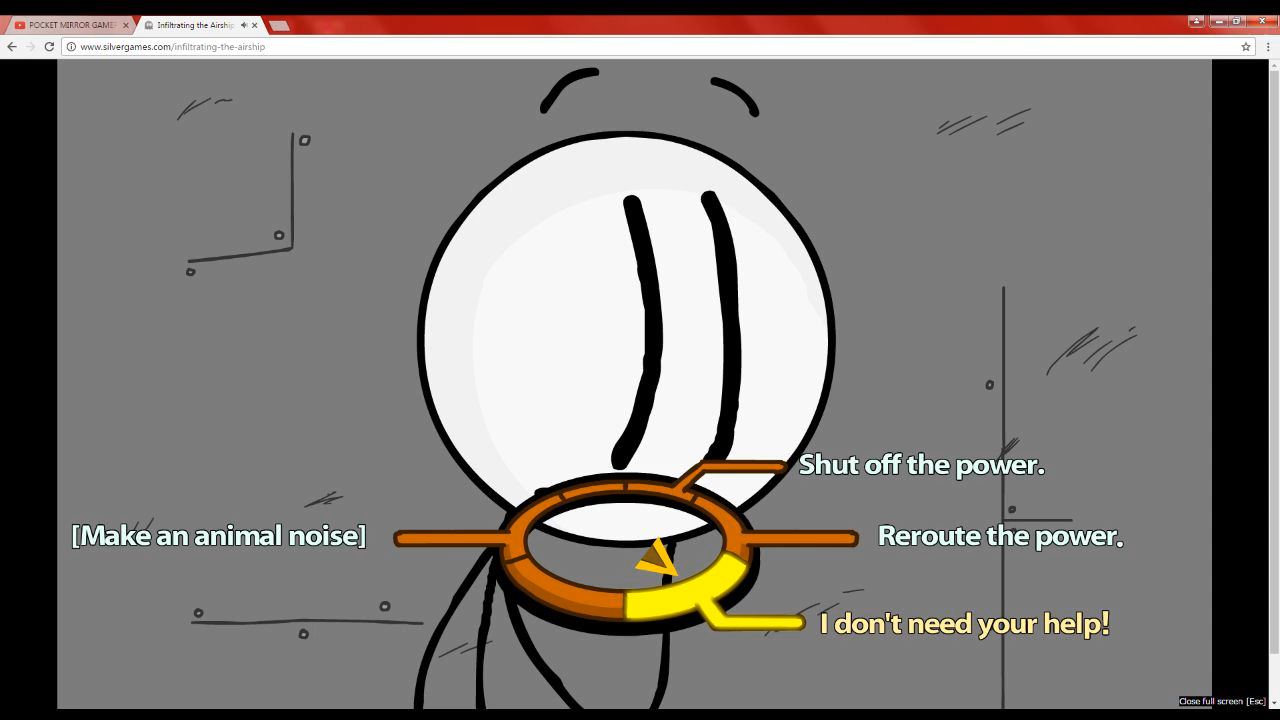 POCKET MIRROR GAME
Infiltrating the Airship
www.silvergames.com/infiltrating-the-airship
Shut off the power.
[Make an animal noise]
Reroute the power.
I don't need your help!
Close full screen [Esc]